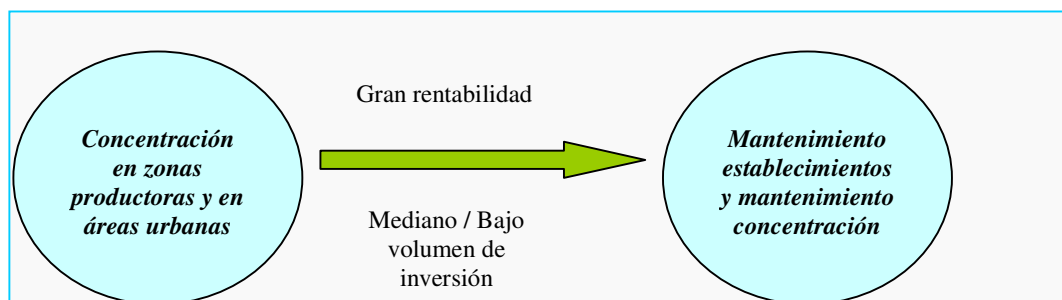 Concentración
en zonas
productoras y en
áreas urbanas
Gran rentabilidad
Mediano / Bajo
volumen de
inversión
Mantenimiento
establecimientos
y mantenimiento
concentración